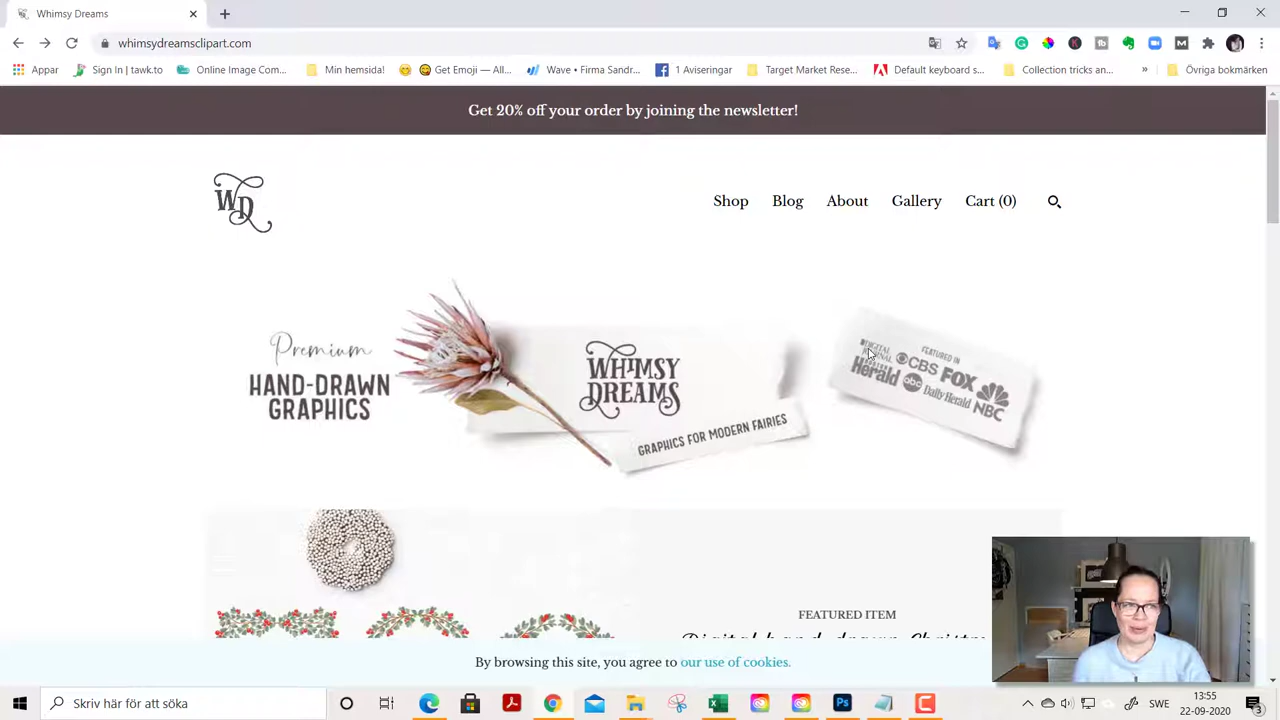 Whimsy Dreams
whimsydreamsclipart.com
Appar
Sign In | tawk.to
Online Image Com...
Min hemsida!
Get Emoji — All...
Wave • Firma Sandr...
1 Aviseringar
Target Market Rese...
Default keyboard s...
Collection tricks an...
»
Övriga bokmärken
Get 20% off your order by joining the newsletter!
WD
Shop
Blog
About
Gallery
Cart (0)
Premium
HAND-DRAWN
GRAPHICS
WHIMSY
DREAMS
GRAPHICS FOR MODERN FAIRIES
FEATURED IN
DIGITAL
JOURNAL
Herald
CBS
FOX
abc
Daily Herald
NBC
FEATURED ITEM
By browsing this site, you agree to our use of cookies.
Skriv här för att söka
SWE
13:55
22-09-2020
3